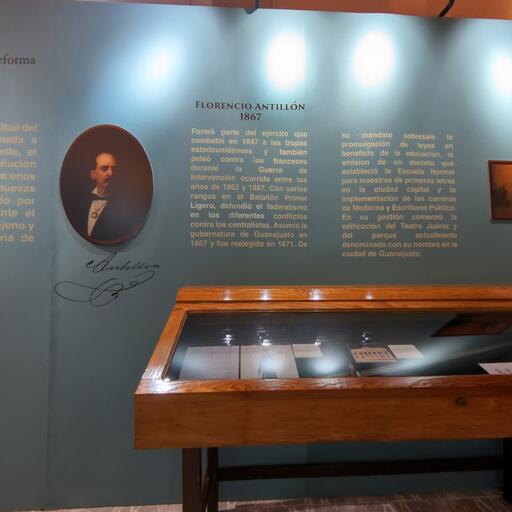 eforma
itad del
nada a
nte, el
itución
e unos
nuevas
do por
nte el
njeno y
ria de
FLORENCIO ANTILLÓN
1867
Formó parte del ejército que
combatió en 1847 a las tropas
estadounidenses y también
peleó contra los franceses
durante la Guerra de
Intervención ocurrida entre los
años de 1862 y 1867. Con varios
rangos en el Batallón Primer
Ligero, defendió el federalismo
en los diferentes conflictos
contra los centralistas. Asumió la
gubernatura de Guanajuato en
1867 y fue reelegido en 1871. De
su mandato sobresale la
promulgación de leyes en
beneficio de la educación, la
emisión de un decreto que
estableció la Escuela Normal
para maestras de primeras letras
en la ciudad capital y la
implementación de las carreras
de Medicina y Escribano Público.
En su gestión comenzó la
edificación del Teatro Juárez y
del parque actualmente
denominado con su nombre en la
ciudad de Guanajuato.
Antillón